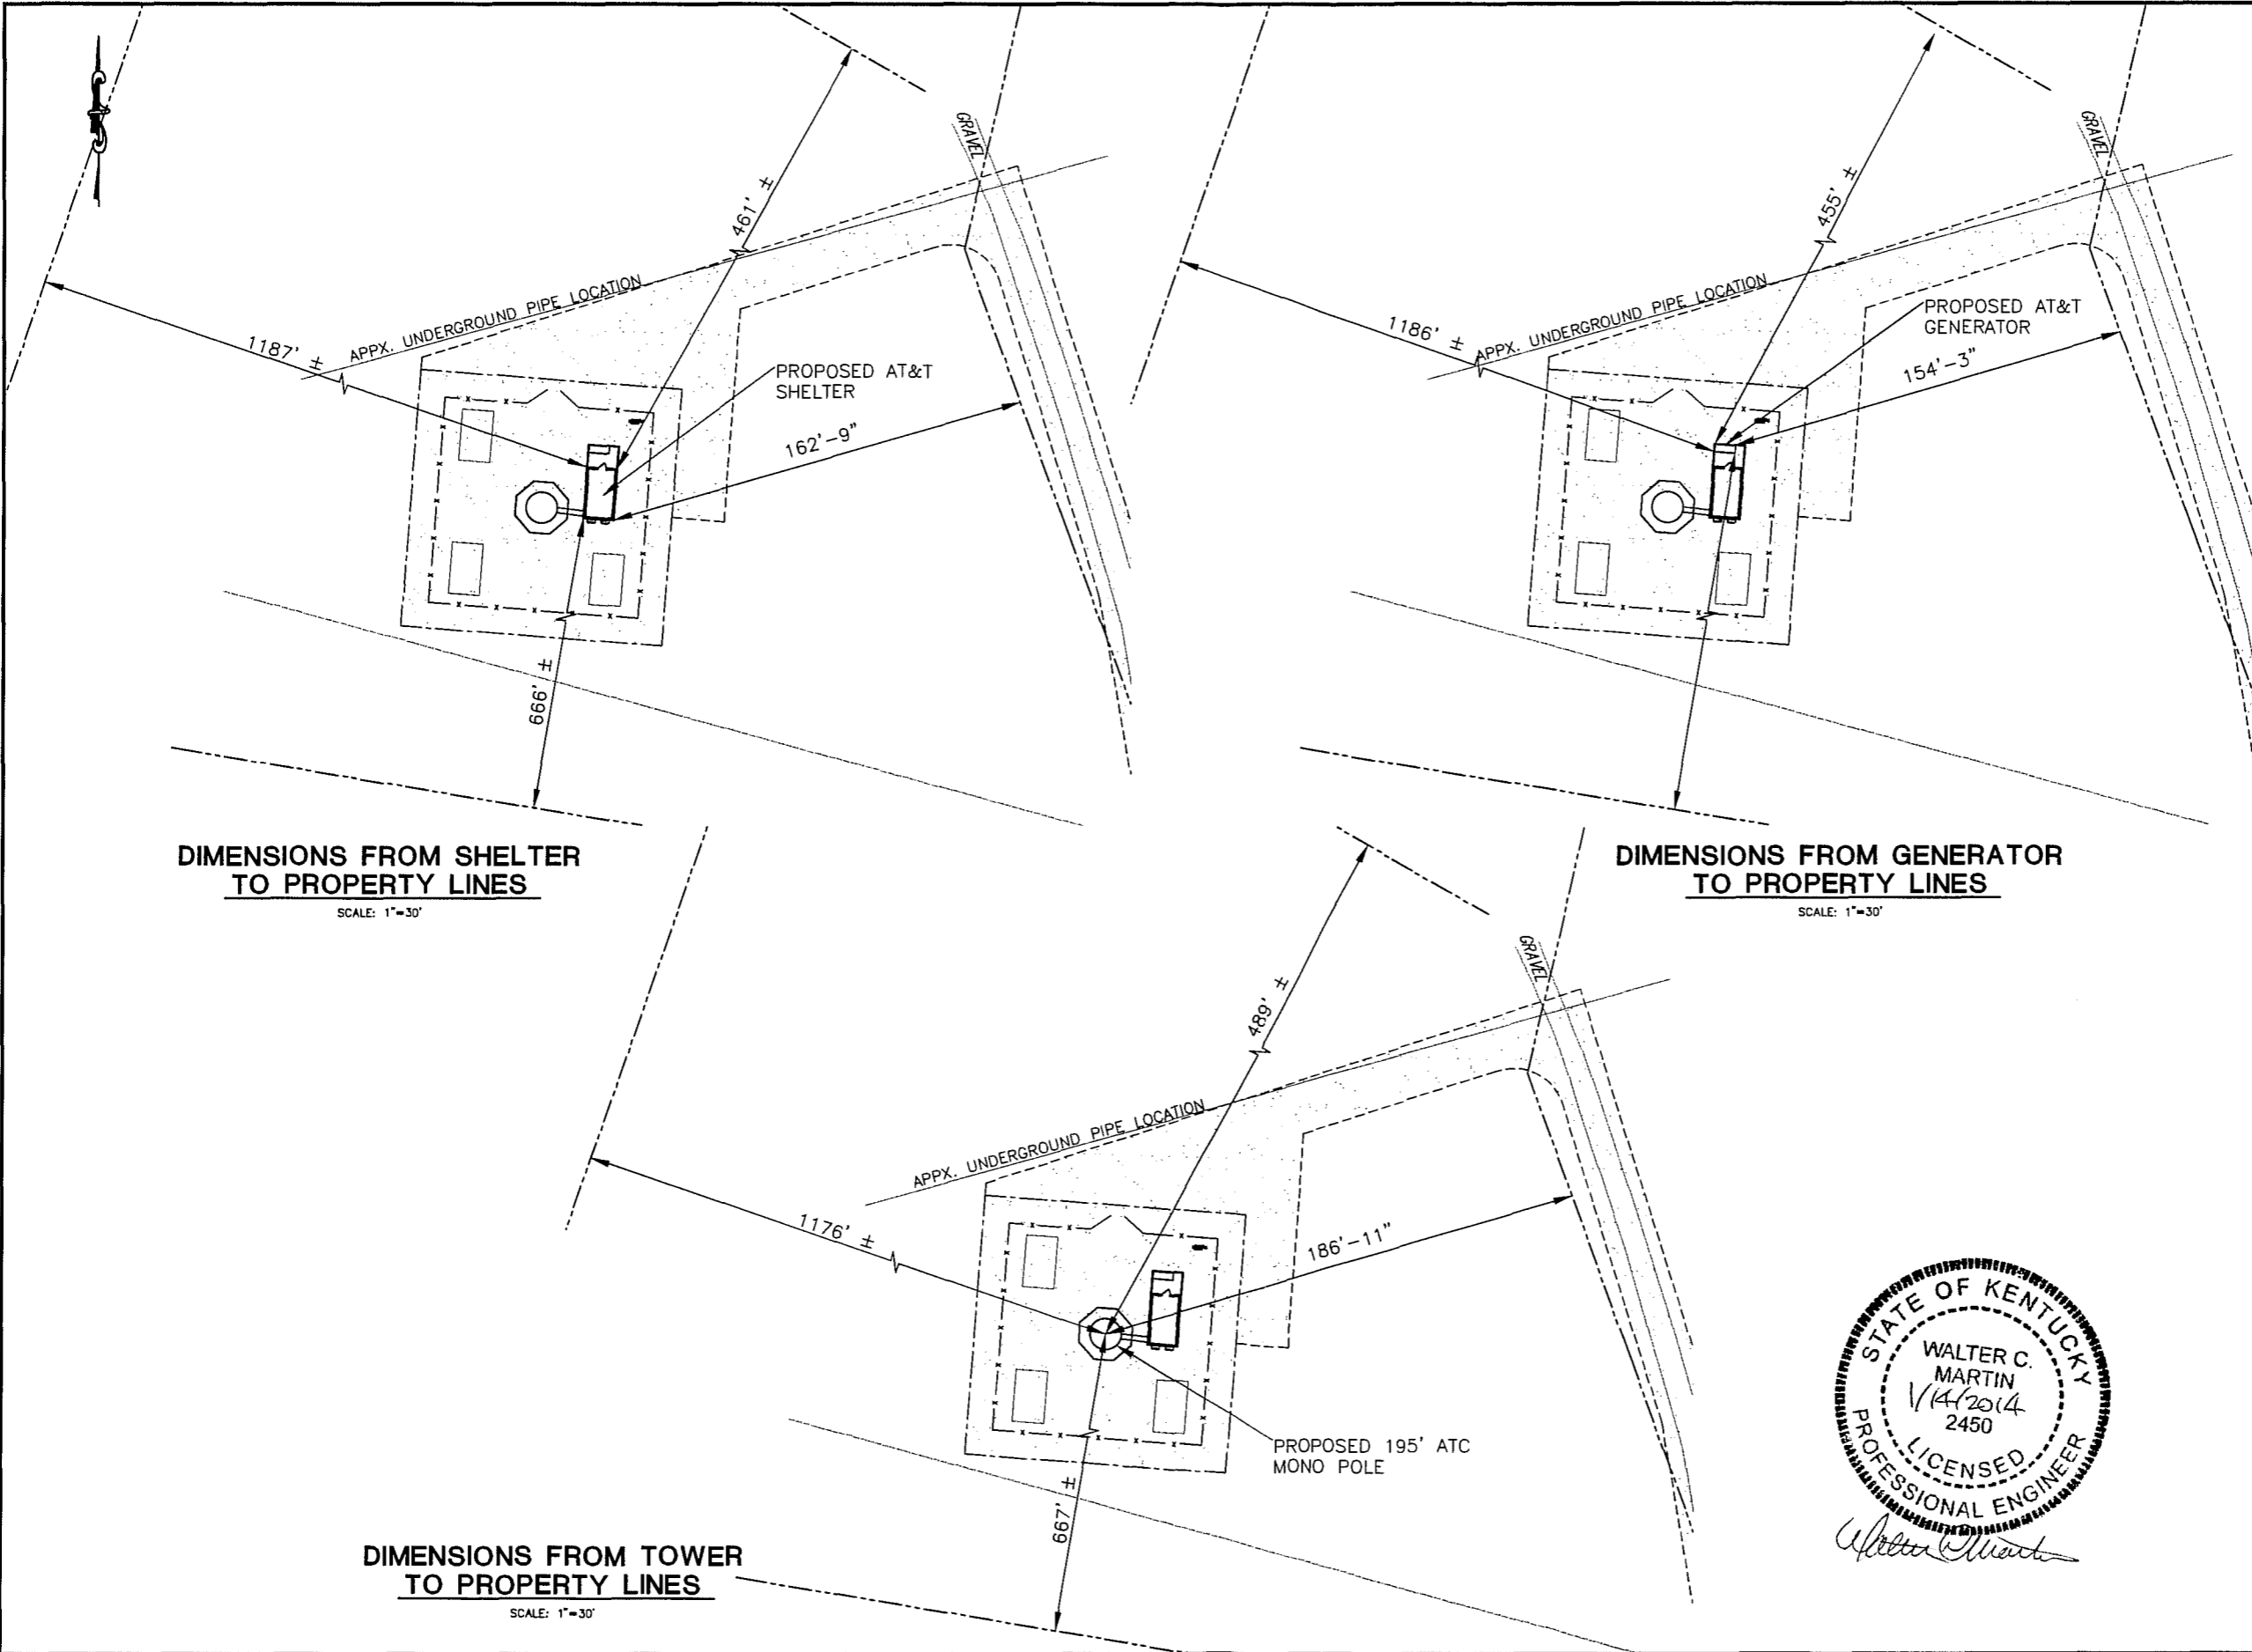 461' ±
GRAVEL
1187' ±
APPX. UNDERGROUND PIPE LOCATION
PROPOSED AT&T
SHELTER
162'-9"
666' ±
DIMENSIONS FROM SHELTER
TO PROPERTY LINES
SCALE: 1"=30'
455' ±
GRAVEL
1186' ±
APPX. UNDERGROUND PIPE LOCATION
PROPOSED AT&T
GENERATOR
154'-3"
DIMENSIONS FROM GENERATOR
TO PROPERTY LINES
SCALE: 1"=30'
489' ±
GRAVEL
1176' ±
APPX. UNDERGROUND PIPE LOCATION
186'-11"
PROPOSED 195' ATC
MONO POLE
667' ±
DIMENSIONS FROM TOWER
TO PROPERTY LINES
SCALE: 1"=30'
STATE OF KENTUCKY
WALTER C.
MARTIN
1/14/2014
2450
LICENSED
PROFESSIONAL ENGINEER
Walter C Martin